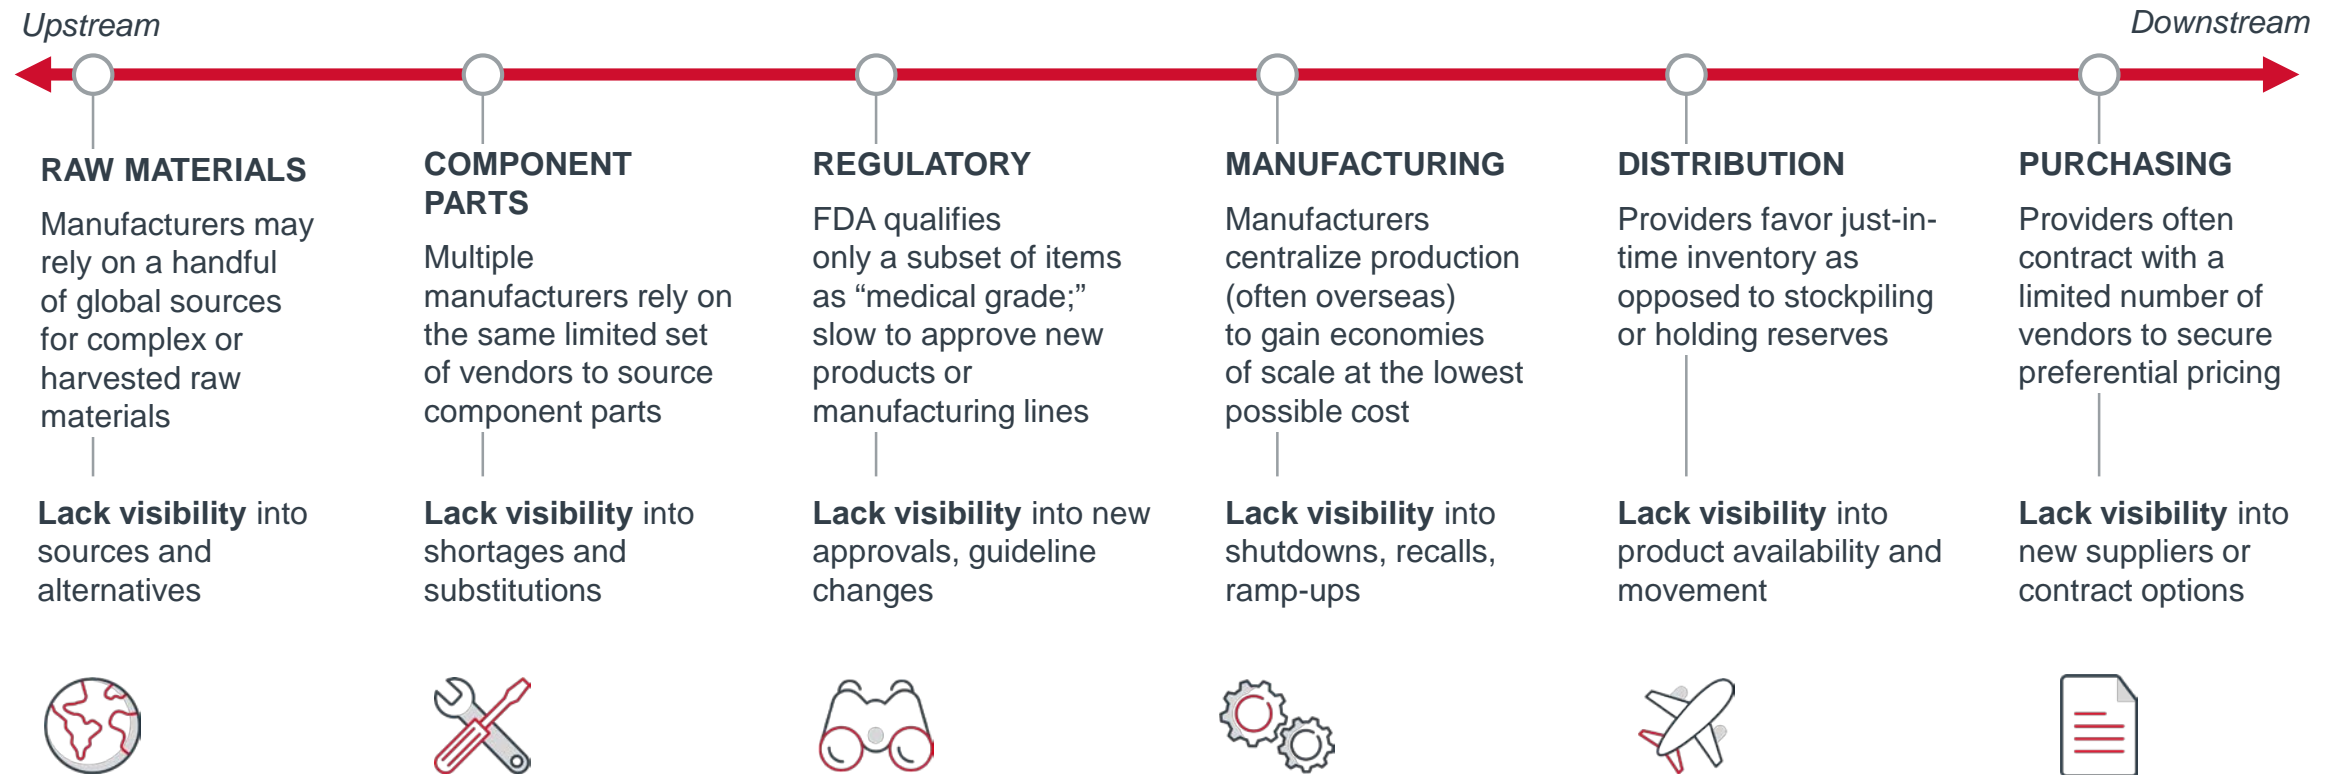 Upstream
Downstream
RAW MATERIALS
Manufacturers may
rely on a handful
of global sources
for complex or
harvested raw
materials
Lack visibility into
sources and
alternatives
COMPONENT
PARTS
Multiple
manufacturers rely on
the same limited set
of vendors to source
component parts
Lack visibility into
shortages and
substitutions
REGULATORY
FDA qualifies
only a subset of items
as “medical grade;”
slow to approve new
products or
manufacturing lines
Lack visibility into new
approvals, guideline
changes
MANUFACTURING
Manufacturers
centralize production
(often overseas)
to gain economies
of scale at the lowest
possible cost
Lack visibility into
shutdowns, recalls,
ramp-ups
DISTRIBUTION
Providers favor just-in-
time inventory as
opposed to stockpiling
or holding reserves
Lack visibility into
product availability and
movement
PURCHASING
Providers often
contract with a
limited number of
vendors to secure
preferential pricing
Lack visibility into
new suppliers or
contract options